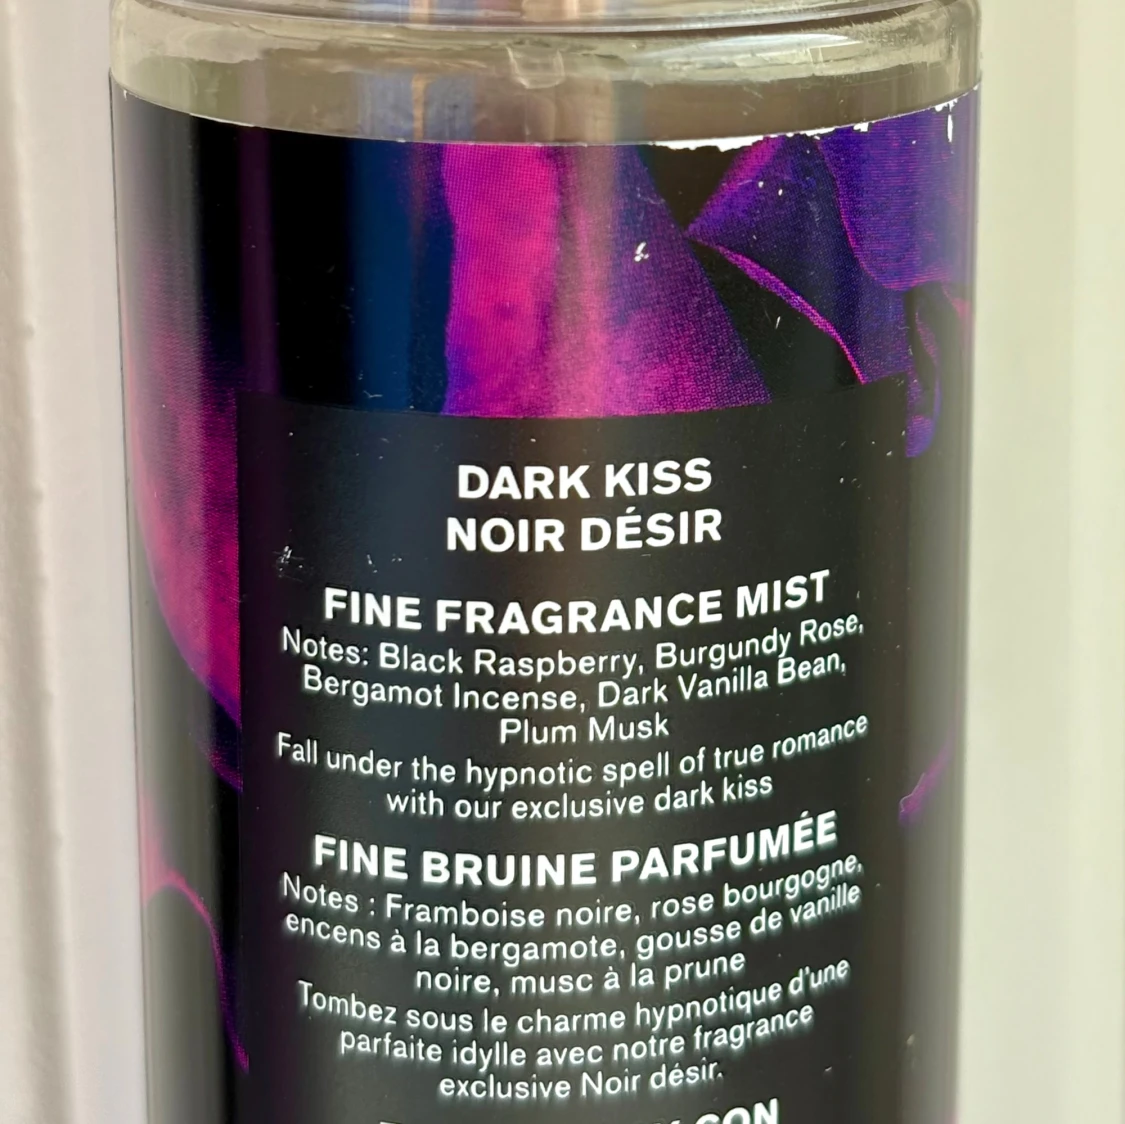 DARK KISS
NOIR DÉSIR
FINE FRAGRANCE MIST
Notes: Black Raspberry, Burgundy Rose,
Bergamot Incense, Dark Vanilla Bean,
Plum Musk
Fall under the hypnotic spell of true romance
with our exclusive dark kiss
FINE BRUINE PARFUMÉE
Notes : Framboise noire, rose bourgogne,
encens à la bergamote, gousse de vanille
noire, musc à la prune
Tombez sous le charme hypnotique d'une
parfaite idylle avec notre fragrance
exclusive Noir désir.